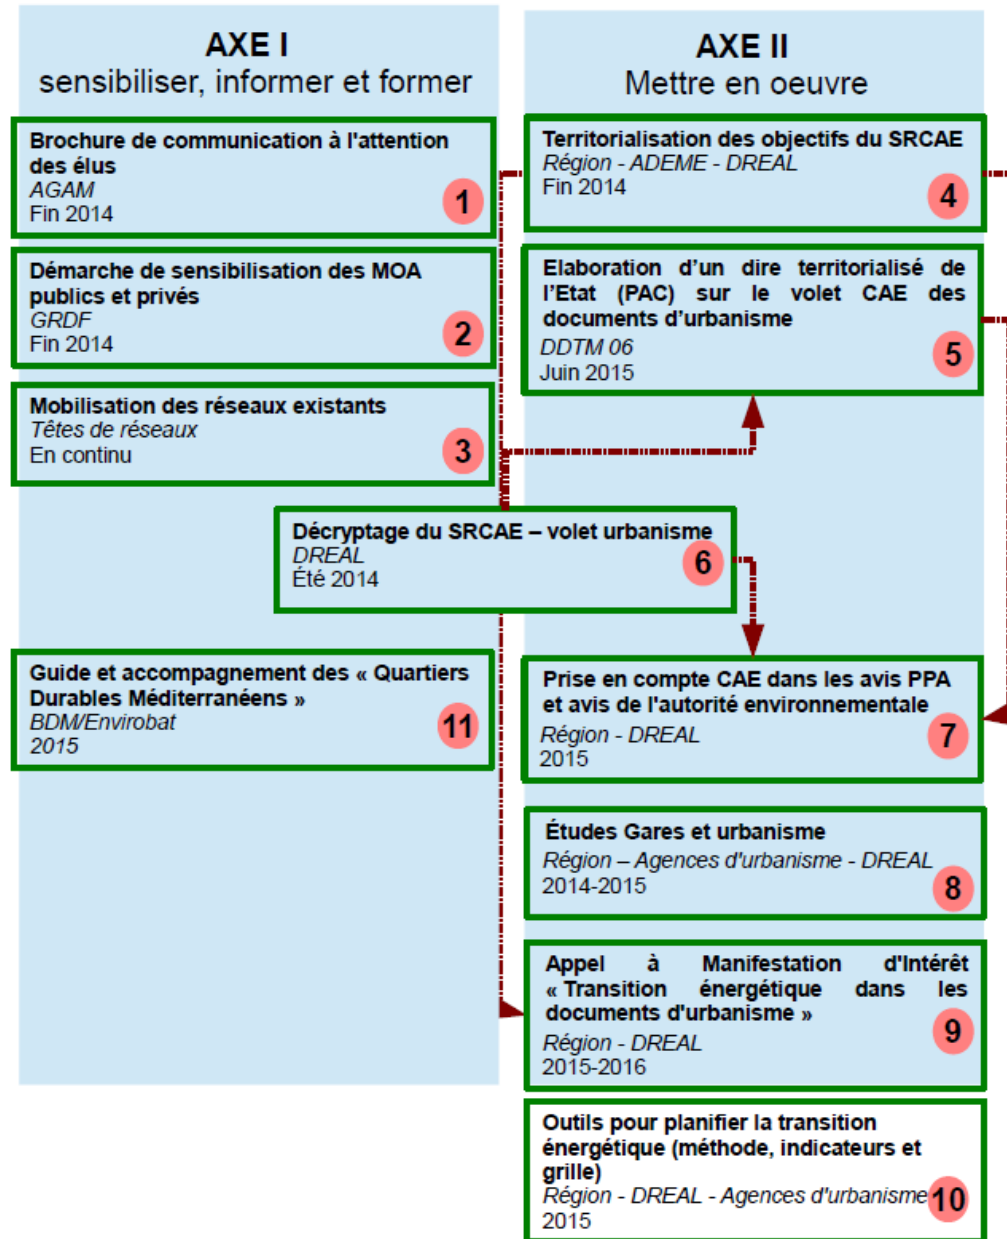 AXE I
sensibiliser, informer et former
Brochure de communication à l'attention
des élus
AGAM
Fin 2014
1
Démarche de sensibilisation des MOA
publics et privés
GRDF
Fin 2014
2
Mobilisation des réseaux existants
Têtes de réseaux
En continu
3
AXE II
Mettre en oeuvre
Territorialisation des objectifs du SRCAE
Région - ADEME - DREAL
Fin 2014
4
Elaboration d'un dire territorialisé de
l'Etat (PAC) sur le volet CAE des
documents d'urbanisme
DDTM 06
Juin 2015
5
Décryptage du SRCAE – volet urbanisme
DREAL
Été 2014
6
Guide et accompagnement des « Quartiers
Durables Méditerranéens »
BDM/Envirobat
2015
11
Prise en compte CAE dans les avis PPA
et avis de l'autorité environnementale
Région - DREAL
2015
7
Études Gares et urbanisme
Région – Agences d'urbanisme - DREAL
2014-2015
8
Appel à Manifestation d'Intérêt
« Transition énergétique dans les
documents d'urbanisme »
Région - DREAL
2015-2016
9
Outils pour planifier la transition
énergétique (méthode, indicateurs et
grille)
Région - DREAL - Agences d'urbanisme
2015
10